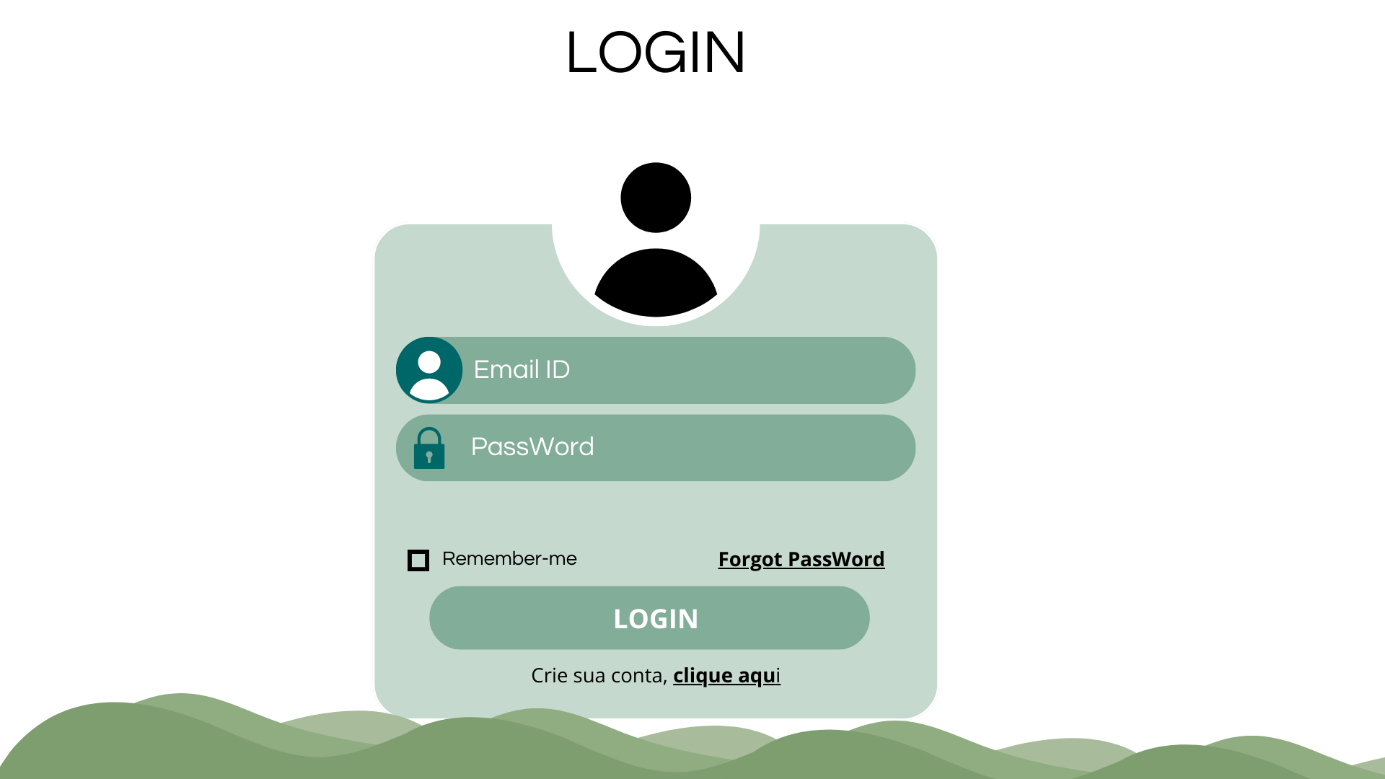 LOGIN
Email ID
PassWord
Remember-me
Forgot PassWord
LOGIN
Crie sua conta, clique aqui